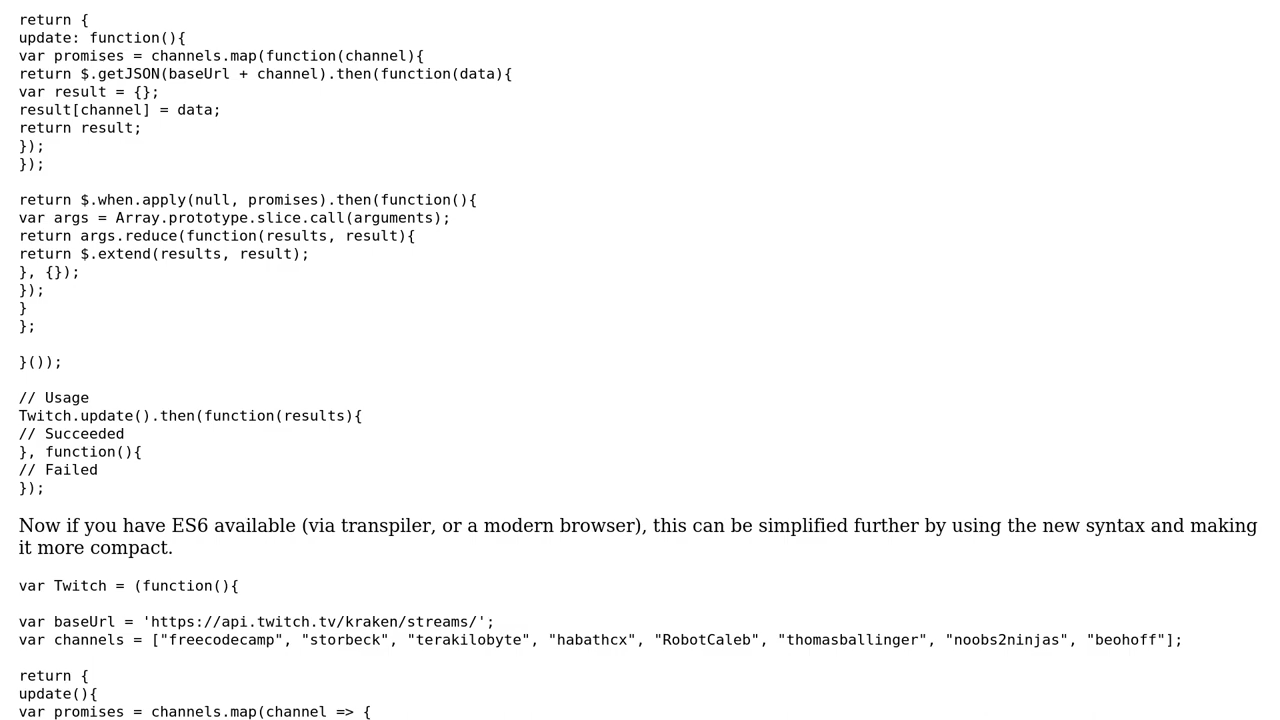 return {
update: function(){
var promises = channels.map(function(channel){
return $.getJSON(baseUrl + channel).then(function(data){
var result = {};
result[channel] = data;
return result;
});
});

return $.when.apply(null, promises).then(function(){
var args = Array.prototype.slice.call(arguments);
return args.reduce(function(results, result){
return $.extend(results, result);
}, {});
});
}
};

}());

// Usage
Twitch.update().then(function(results){
// Succeeded
}, function(){
// Failed
});

Now if you have ES6 available (via transpiler, or a modern browser), this can be simplified further by using the new syntax and making
it more compact.

var Twitch = (function(){

var baseUrl = 'https://api.twitch.tv/kraken/streams/';
var channels = ["freecodecamp", "storbeck", "terakilobyte", "habathcx", "RobotCaleb", "thomasballinger", "noobs2ninjas", "beohoff"];

return {
update(){
var promises = channels.map(channel => {